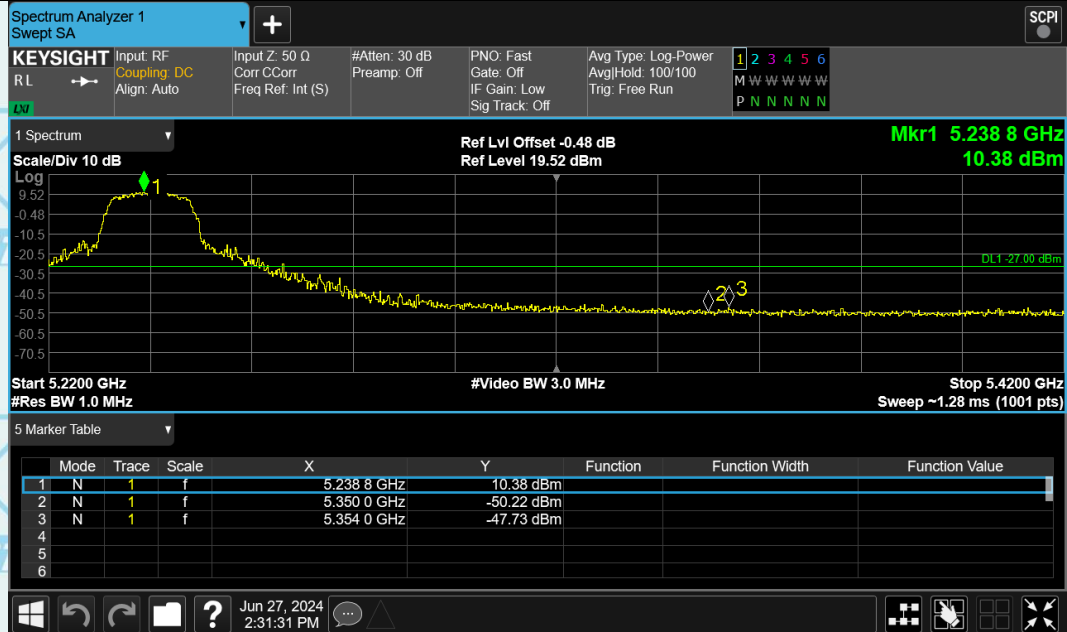 Spectrum Analyzer 1
Swept SA
SCPI
KEYSIGHT
R L
LXI
Input: RF
Coupling: DC
Align: Auto
Input Z: 50 Ω
Corr CCorr
Freq Ref: Int (S)
#Atten: 30 dB
Preamp: Off
PNO: Fast
Gate: Off
IF Gain: Low
Sig Track: Off
Avg Type: Log-Power
Avg|Hold: 100/100
Trig: Free Run
1 2 3 4 5 6
M W W W W W
P N N N N N
1 Spectrum
Scale/Div 10 dB
Ref Lvl Offset -0.48 dB
Ref Level 19.52 dBm
Mkr1 5.238 8 GHz
10.38 dBm
Log
1
9.52
-0.48
-10.5
-20.5
DL1 -27.00 dBm
-30.5
-40.5
2 3
-50.5
-60.5
-70.5
Start 5.2200 GHz #Video BW 3.0 MHz Stop 5.4200 GHz
#Res BW 1.0 MHz Sweep ~1.28 ms (1001 pts)
5 Marker Table
Mode Trace Scale X Y Function Function Width Function Value
1 N 1 f 5.238 8 GHz 10.38 dBm
2 N 1 f 5.350 0 GHz -50.22 dBm
3 N 1 f 5.354 0 GHz -47.73 dBm
4
5
6
?
Jun 27, 2024
2:31:31 PM